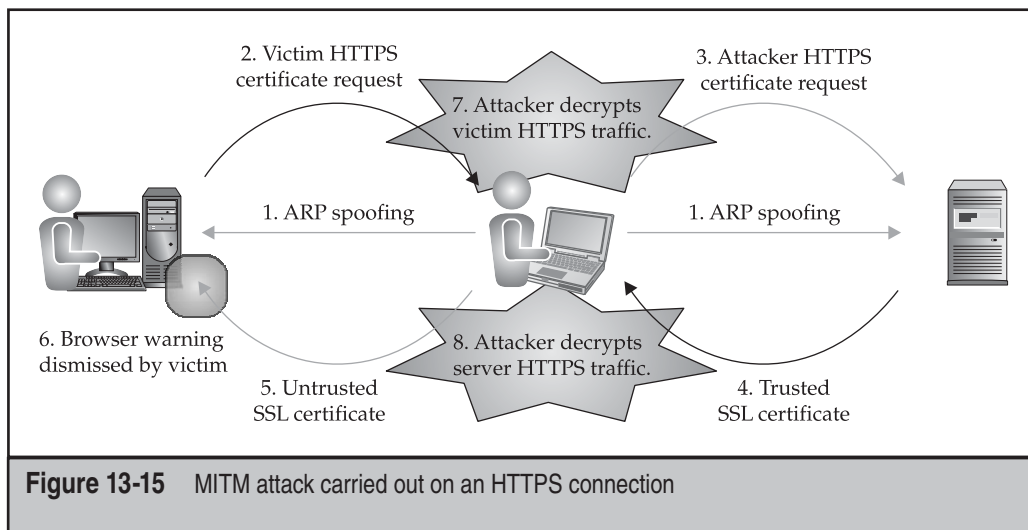 2. Victim HTTPS
certificate request
3. Attacker HTTPS
certificate request
7. Attacker decrypts
victim HTTPS traffic.
1. ARP spoofing
1. ARP spoofing
6. Browser warning
dismissed by victim
8. Attacker decrypts
server HTTPS traffic.
5. Untrusted
SSL certificate
4. Trusted
SSL certificate
Figure 13-15 MITM attack carried out on an HTTPS connection